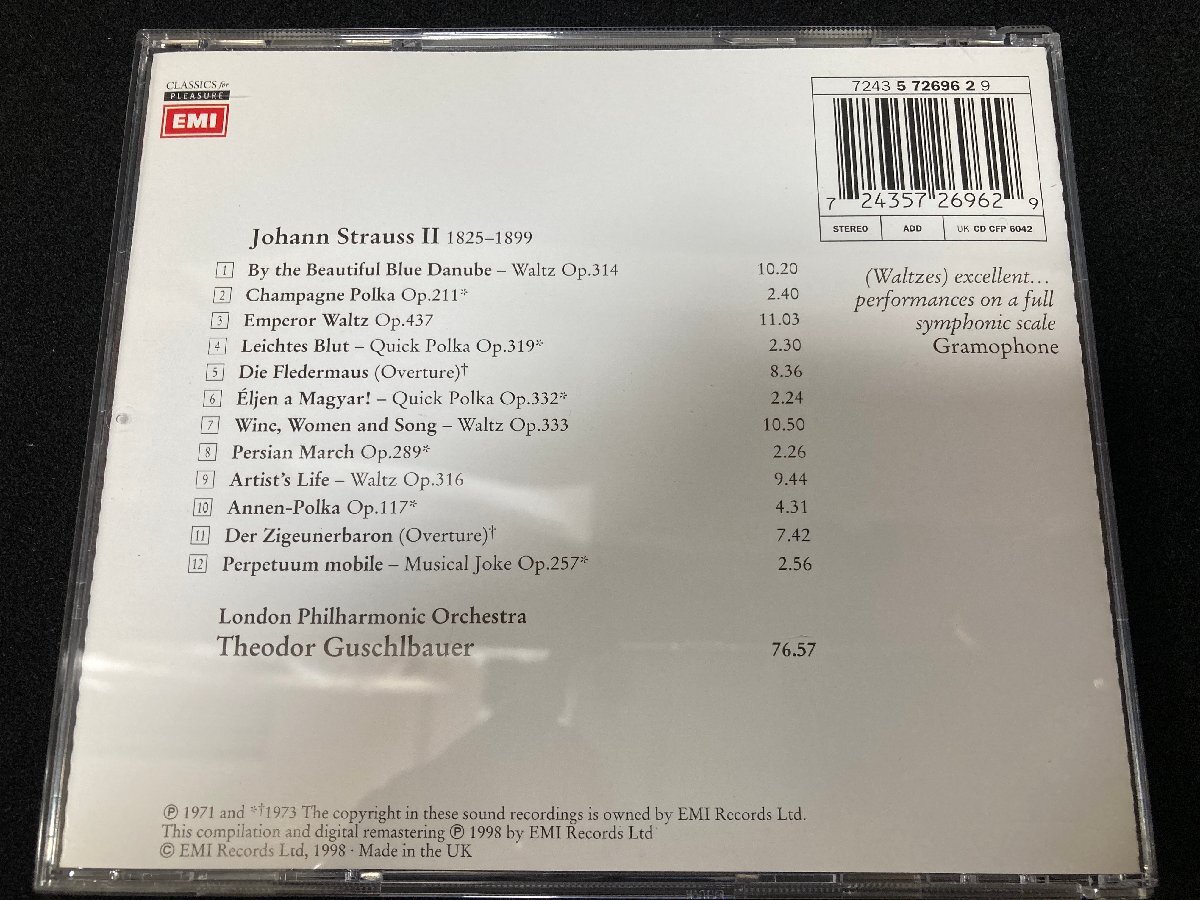 CLASSICS for
PLEASURE
EMI
7243 5 72696 2 9
7 24357 26962 9
STEREO ADD UK CD CFP 6042
Johann Strauss II 1825–1899
1 By the Beautiful Blue Danube – Waltz Op.314 10.20
2 Champagne Polka Op.211* 2.40
3 Emperor Waltz Op.437 11.03
4 Leichtes Blut – Quick Polka Op.319* 2.30
5 Die Fledermaus (Overture)† 8.36
6 Éljen a Magyar! – Quick Polka Op.332* 2.24
7 Wine, Women and Song – Waltz Op.333 10.50
8 Persian March Op.289* 2.26
9 Artist's Life – Waltz Op.316 9.44
10 Annen-Polka Op.117* 4.31
11 Der Zigeunerbaron (Overture)† 7.42
12 Perpetuum mobile – Musical Joke Op.257* 2.56
(Waltzes) excellent...
performances on a full
symphonic scale
Gramophone
London Philharmonic Orchestra
Theodor Guschlbauer 76.57
℗ 1971 and *†1973 The copyright in these sound recordings is owned by EMI Records Ltd.
This compilation and digital remastering ℗ 1998 by EMI Records Ltd
© EMI Records Ltd, 1998 · Made in the UK